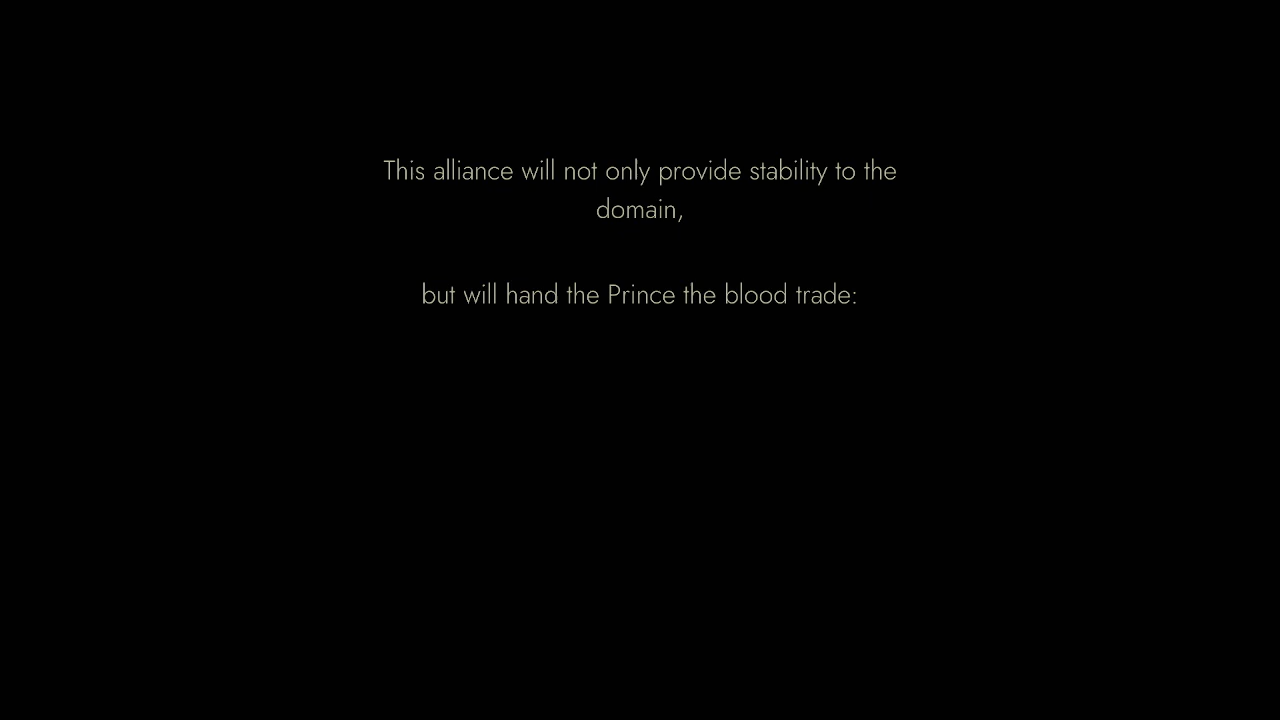 This alliance will not only provide stability to the
domain,
but will hand the Prince the blood trade: